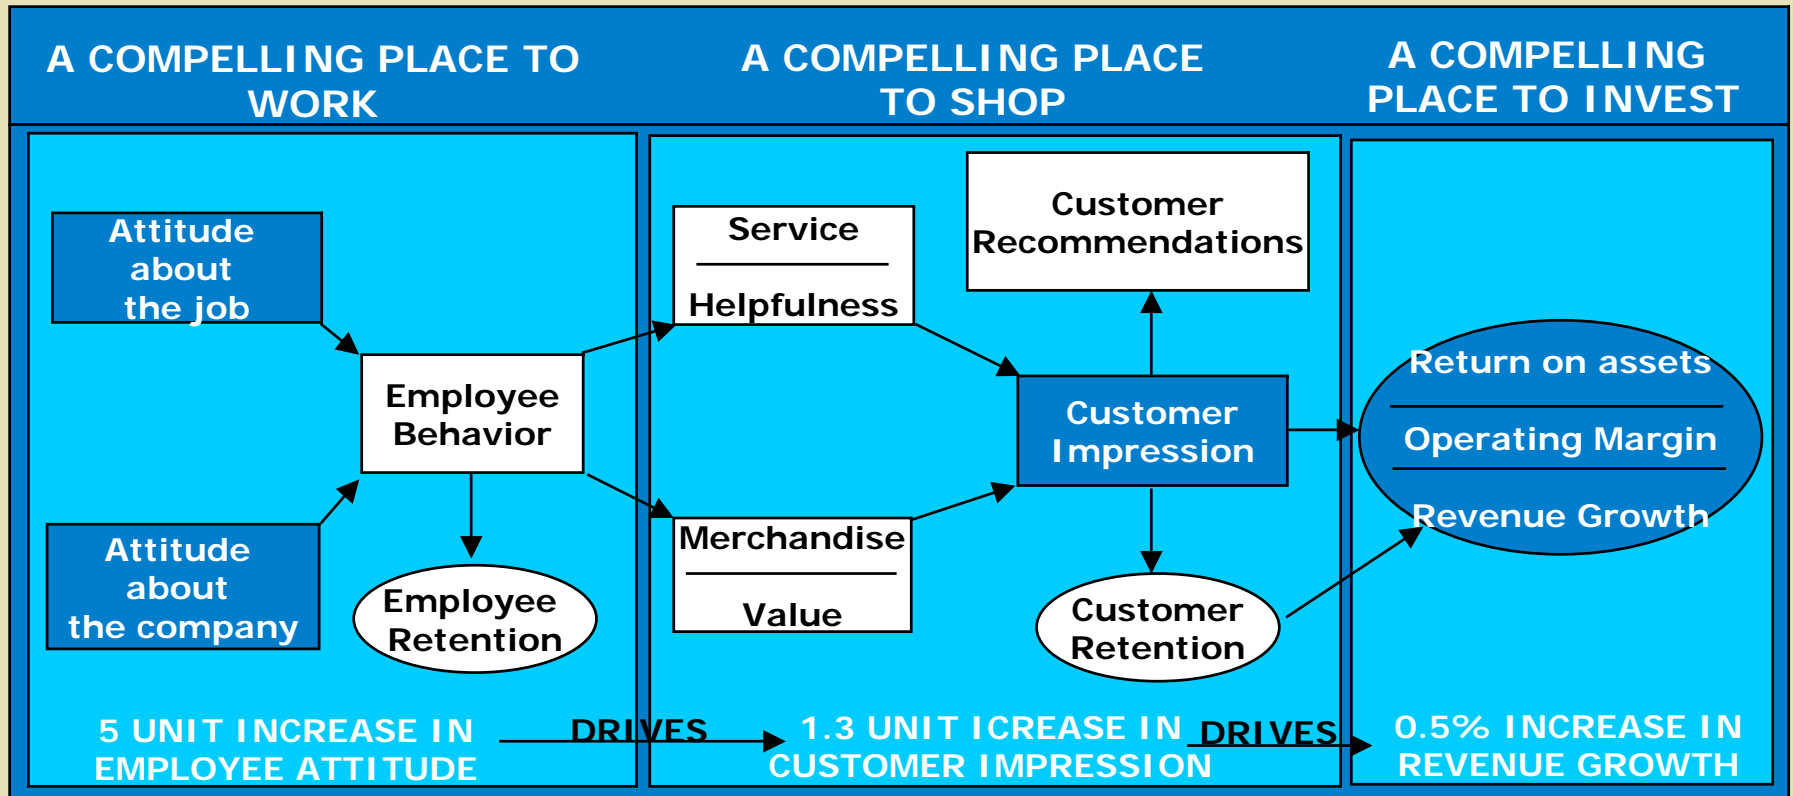 A COMPELLING PLACE TO
WORK
A COMPELLING PLACE
TO SHOP
A COMPELLING
PLACE TO INVEST
Attitude
about
the job
Attitude
about
the company
Employee
Behavior
Employee
Retention
Service
Helpfulness
Merchandise
Value
Customer
Recommendations
Customer
Impression
Customer
Retention
Return on assets
Operating Margin
Revenue Growth
5 UNIT INCREASE IN
EMPLOYEE ATTITUDE
DRIVES
1.3 UNIT ICREASE IN
CUSTOMER IMPRESSION
DRIVES
0.5% INCREASE IN
REVENUE GROWTH